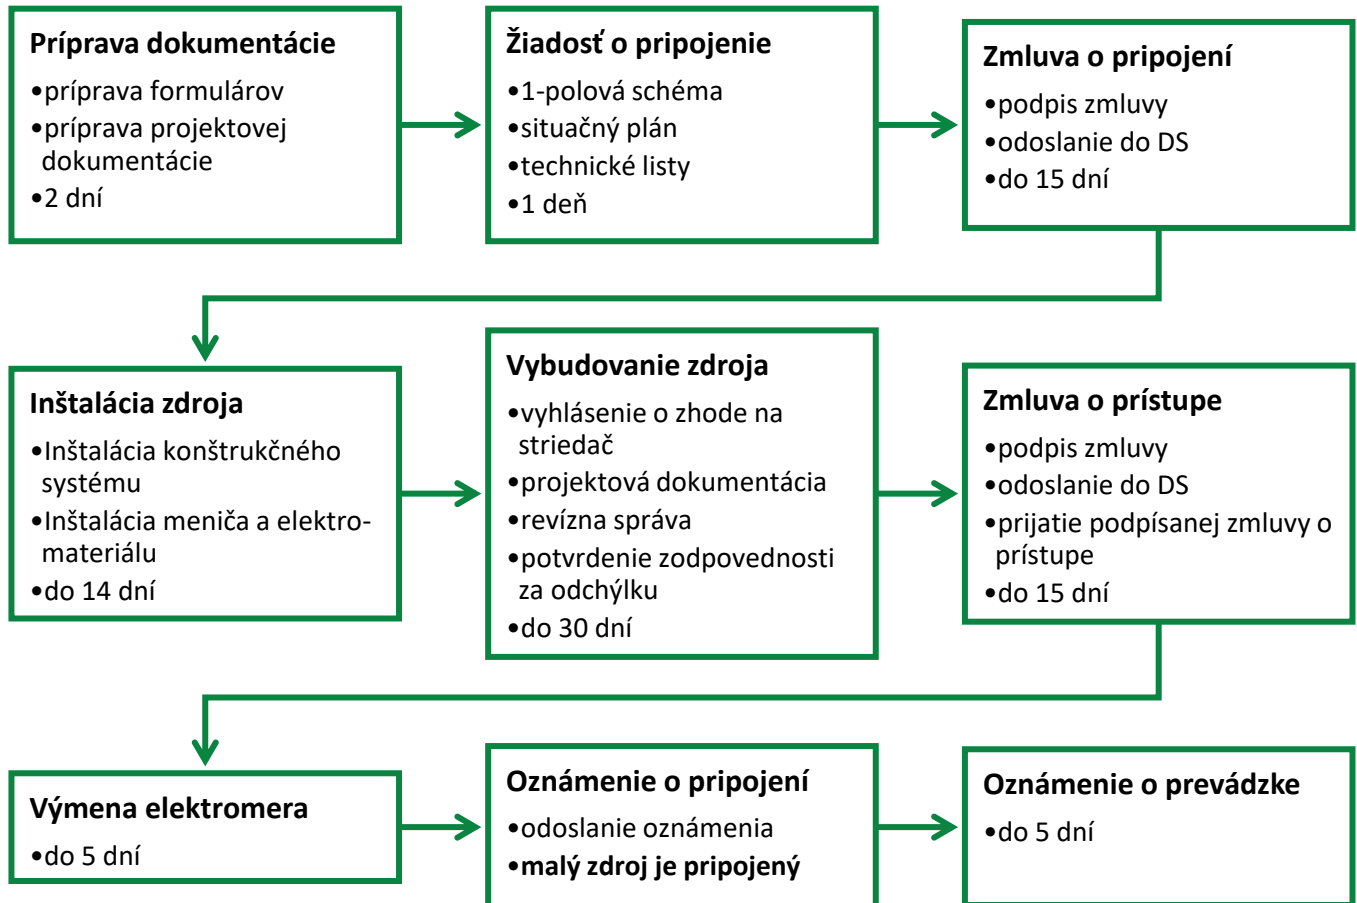 Príprava dokumentácie
•príprava formulárov
•príprava projektovej
dokumentácie
•2 dní
Žiadosť o pripojenie
•1-polová schéma
•situačný plán
•technické listy
•1 deň
Zmluva o pripojení
•podpis zmluvy
•odoslanie do DS
•do 15 dní
Inštalácia zdroja
•Inštalácia konštrukčného
systému
•Inštalácia meniča a elektro-
materiálu
•do 14 dní
Vybudovanie zdroja
•vyhlásenie o zhode na
striedač
•projektová dokumentácia
•revízna správa
•potvrdenie zodpovednosti
za odchýlku
•do 30 dní
Zmluva o prístupe
•podpis zmluvy
•odoslanie do DS
•prijatie podpísanej zmluvy o
prístupe
•do 15 dní
Výmena elektromera
•do 5 dní
Oznámenie o pripojení
•odoslanie oznámenia
•malý zdroj je pripojený
Oznámenie o prevádzke
•do 5 dní